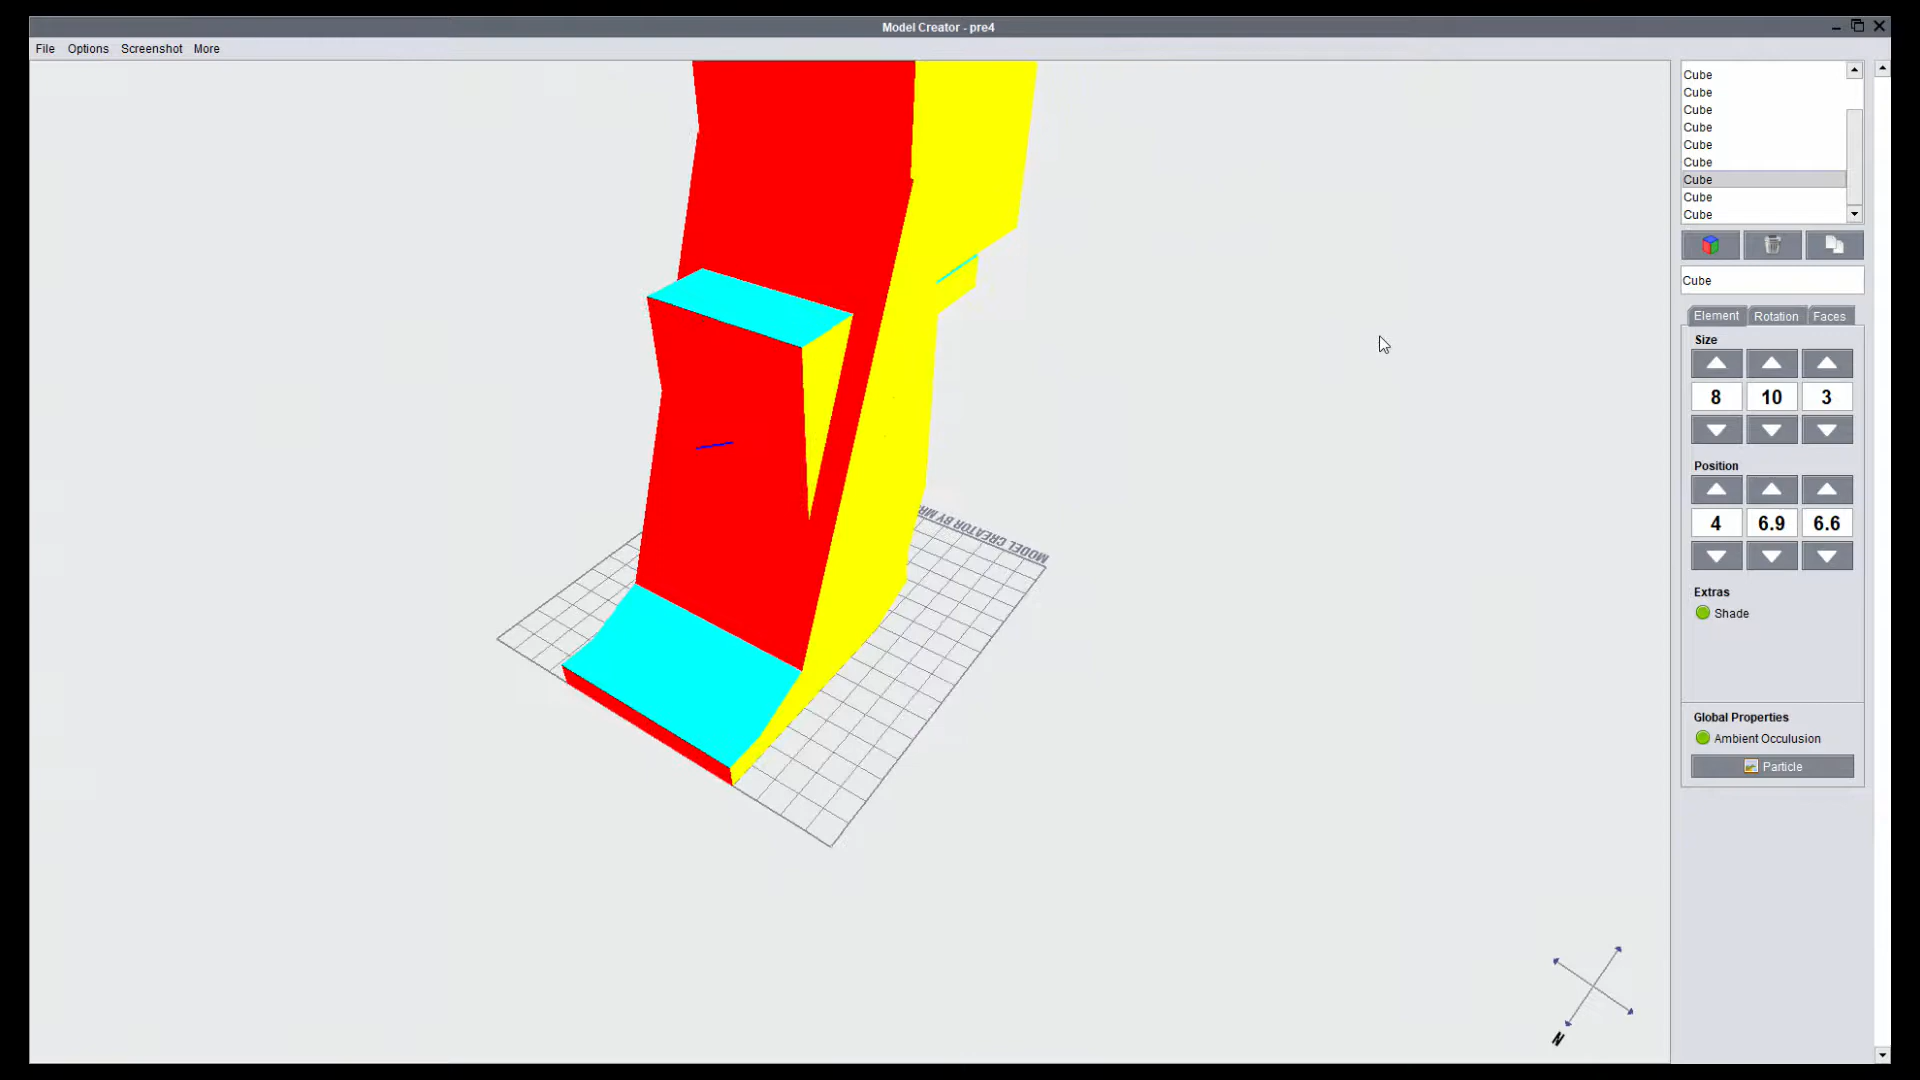 Model Creator - pre4
File Options Screenshot More
Cube
Cube
Cube
Cube
Cube
Cube
Cube
Cube
Cube
Cube
Element Rotation Faces
Size
8 10 3
Position
4 6.9 6.6
Extras
Shade
Global Properties
Ambient Occulusion
Particle
MODEL CREATOR BY
N